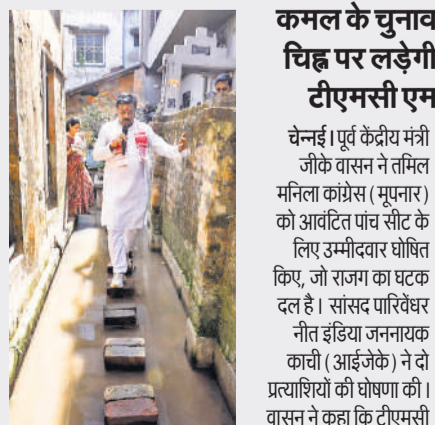 कमल के चुनाव
चिह्न पर लड़ेगी
टीएमसी एम
चेन्नई। पूर्व केंद्रीय मंत्री
जीके वासन ने तमिल
मनिला कांग्रेस (मूपनार)
को आवंटित पांच सीट के
लिए उम्मीदवार घोषित
किए, जो राजग का घटक
दल है। सांसद पारिवेंधर
नीत इंडिया जननायक
काची (आईजेके) ने दो
प्रत्याशियों की घोषणा की।
वासन ने कहा कि टीएमसी